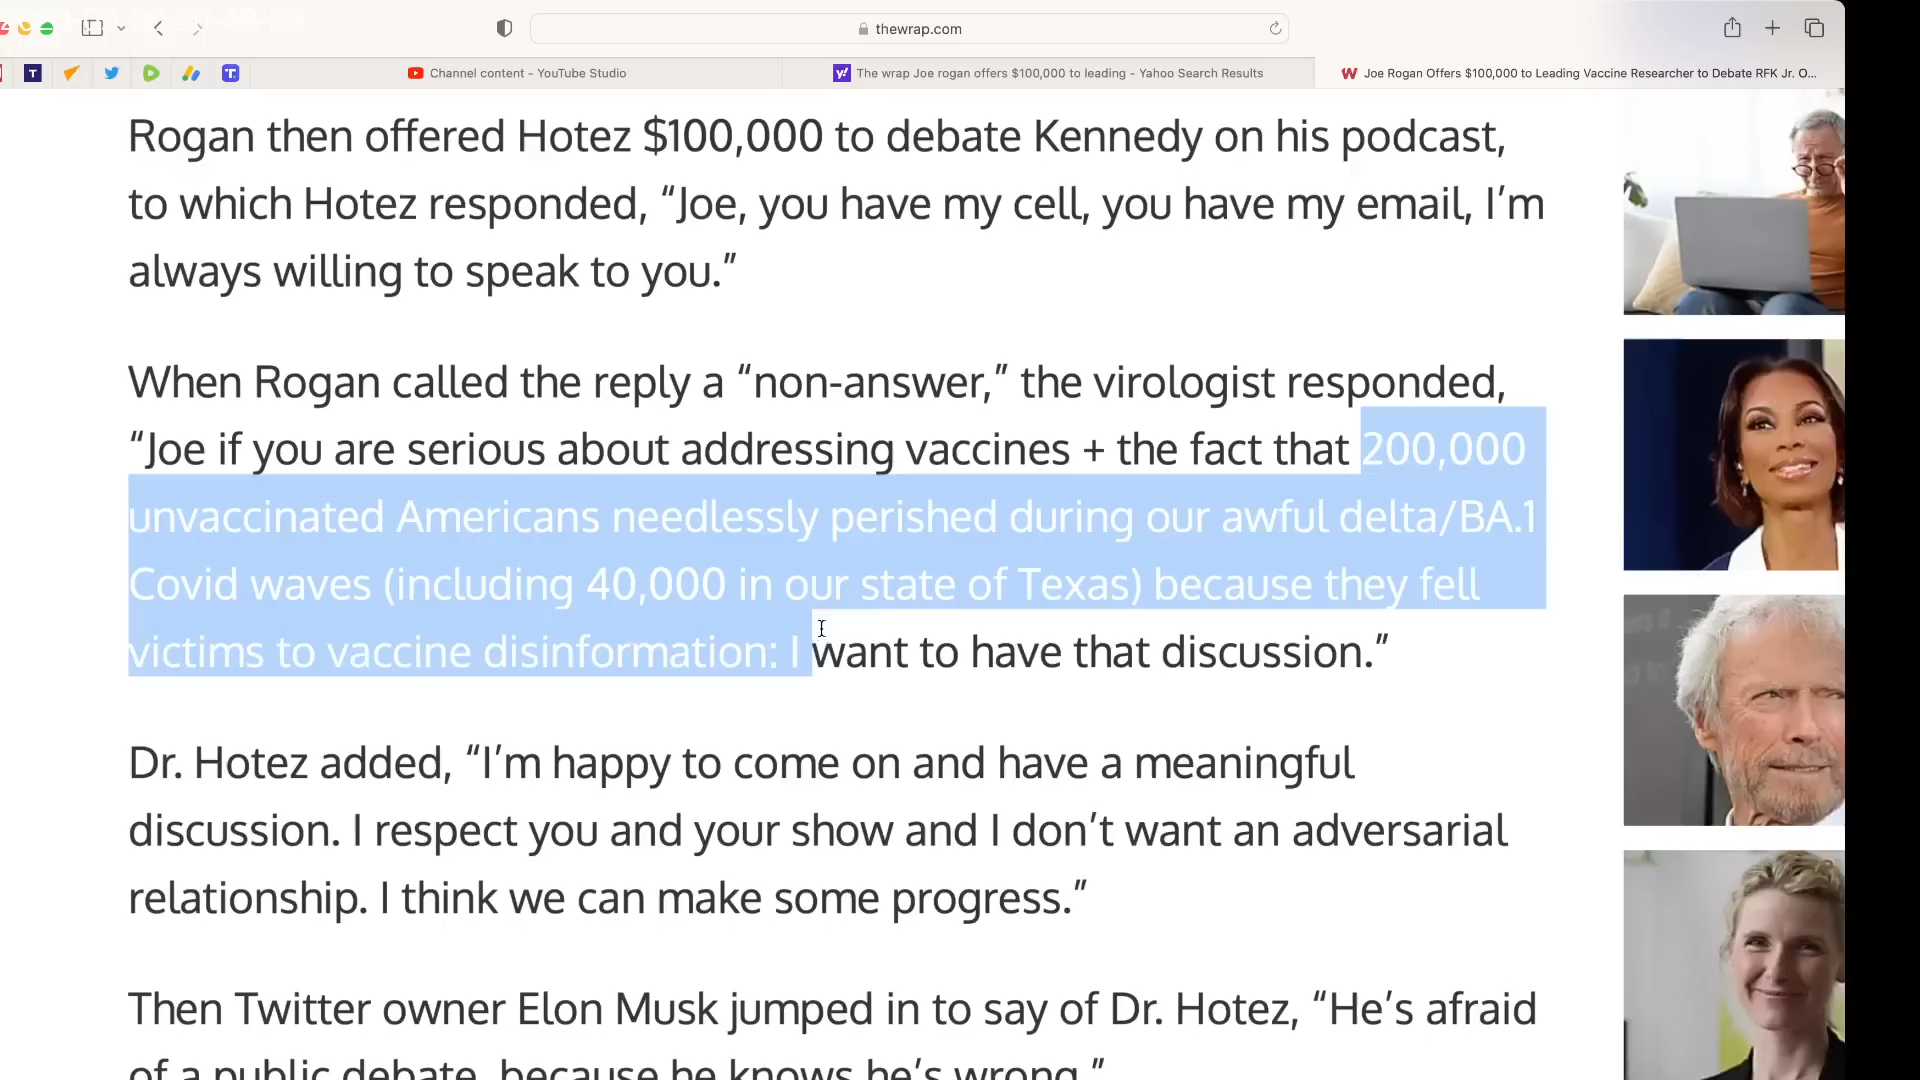 thewrap.com
T
T
Channel content - YouTube Studio
y!
The wrap Joe rogan offers $100,000 to leading - Yahoo Search Results
W
Joe Rogan Offers $100,000 to Leading Vaccine Researcher to Debate RFK Jr. O...
Rogan then offered Hotez $100,000 to debate Kennedy on his podcast,
to which Hotez responded, “Joe, you have my cell, you have my email, I’m
always willing to speak to you.”
When Rogan called the reply a “non-answer,” the virologist responded,
“Joe if you are serious about addressing vaccines + the fact that 200,000
unvaccinated Americans needlessly perished during our awful delta/BA.1
Covid waves (including 40,000 in our state of Texas) because they fell
victims to vaccine disinformation: I want to have that discussion.”
Dr. Hotez added, “I’m happy to come on and have a meaningful
discussion. I respect you and your show and I don’t want an adversarial
relationship. I think we can make some progress.”
Then Twitter owner Elon Musk jumped in to say of Dr. Hotez, “He’s afraid
of a public debate, because he knows he’s wrong.”